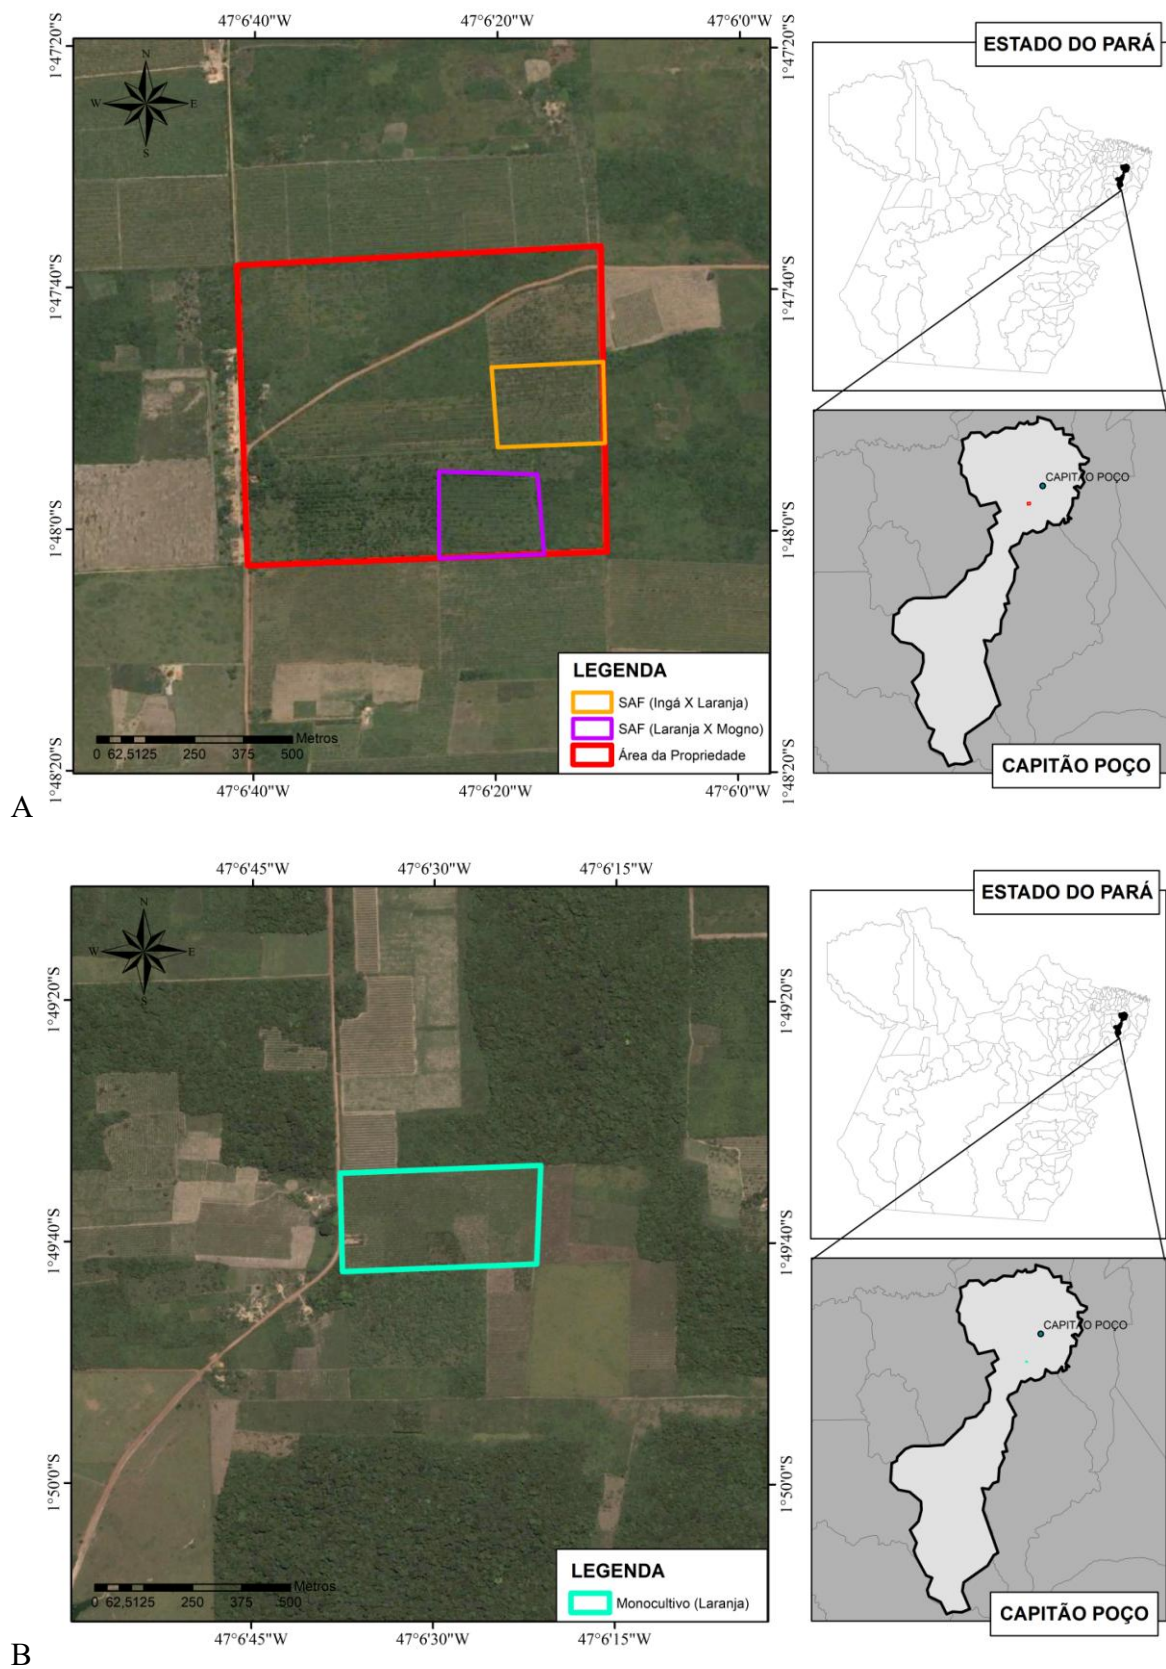 47°6'40"W 47°6'20"W 47°6'0"W
1°47'20"S
1°47'20"S
N
W E
S
ESTADO DO PARÁ
1°47'40"S
1°47'40"S
CAPITÃO POÇO
1°48'0"S
1°48'0"S
LEGENDA
SAF (Ingá X Laranja)
SAF (Laranja X Mogno)
Área da Propriedade
Metros
0 62,5125 250 375 500
CAPITÃO POÇO
1°48'20"S
1°48'20"S
47°6'40"W 47°6'20"W 47°6'0"W
A
47°6'45"W 47°6'30"W 47°6'15"W
N
W E
S
ESTADO DO PARÁ
1°49'20"S
1°49'20"S
1°49'40"S
1°49'40"S
CAPITÃO POÇO
1°50'0"S
1°50'0"S
LEGENDA
Monocultivo (Laranja)
Metros
0 62,5125 250 375 500
CAPITÃO POÇO
47°6'45"W 47°6'30"W 47°6'15"W
B